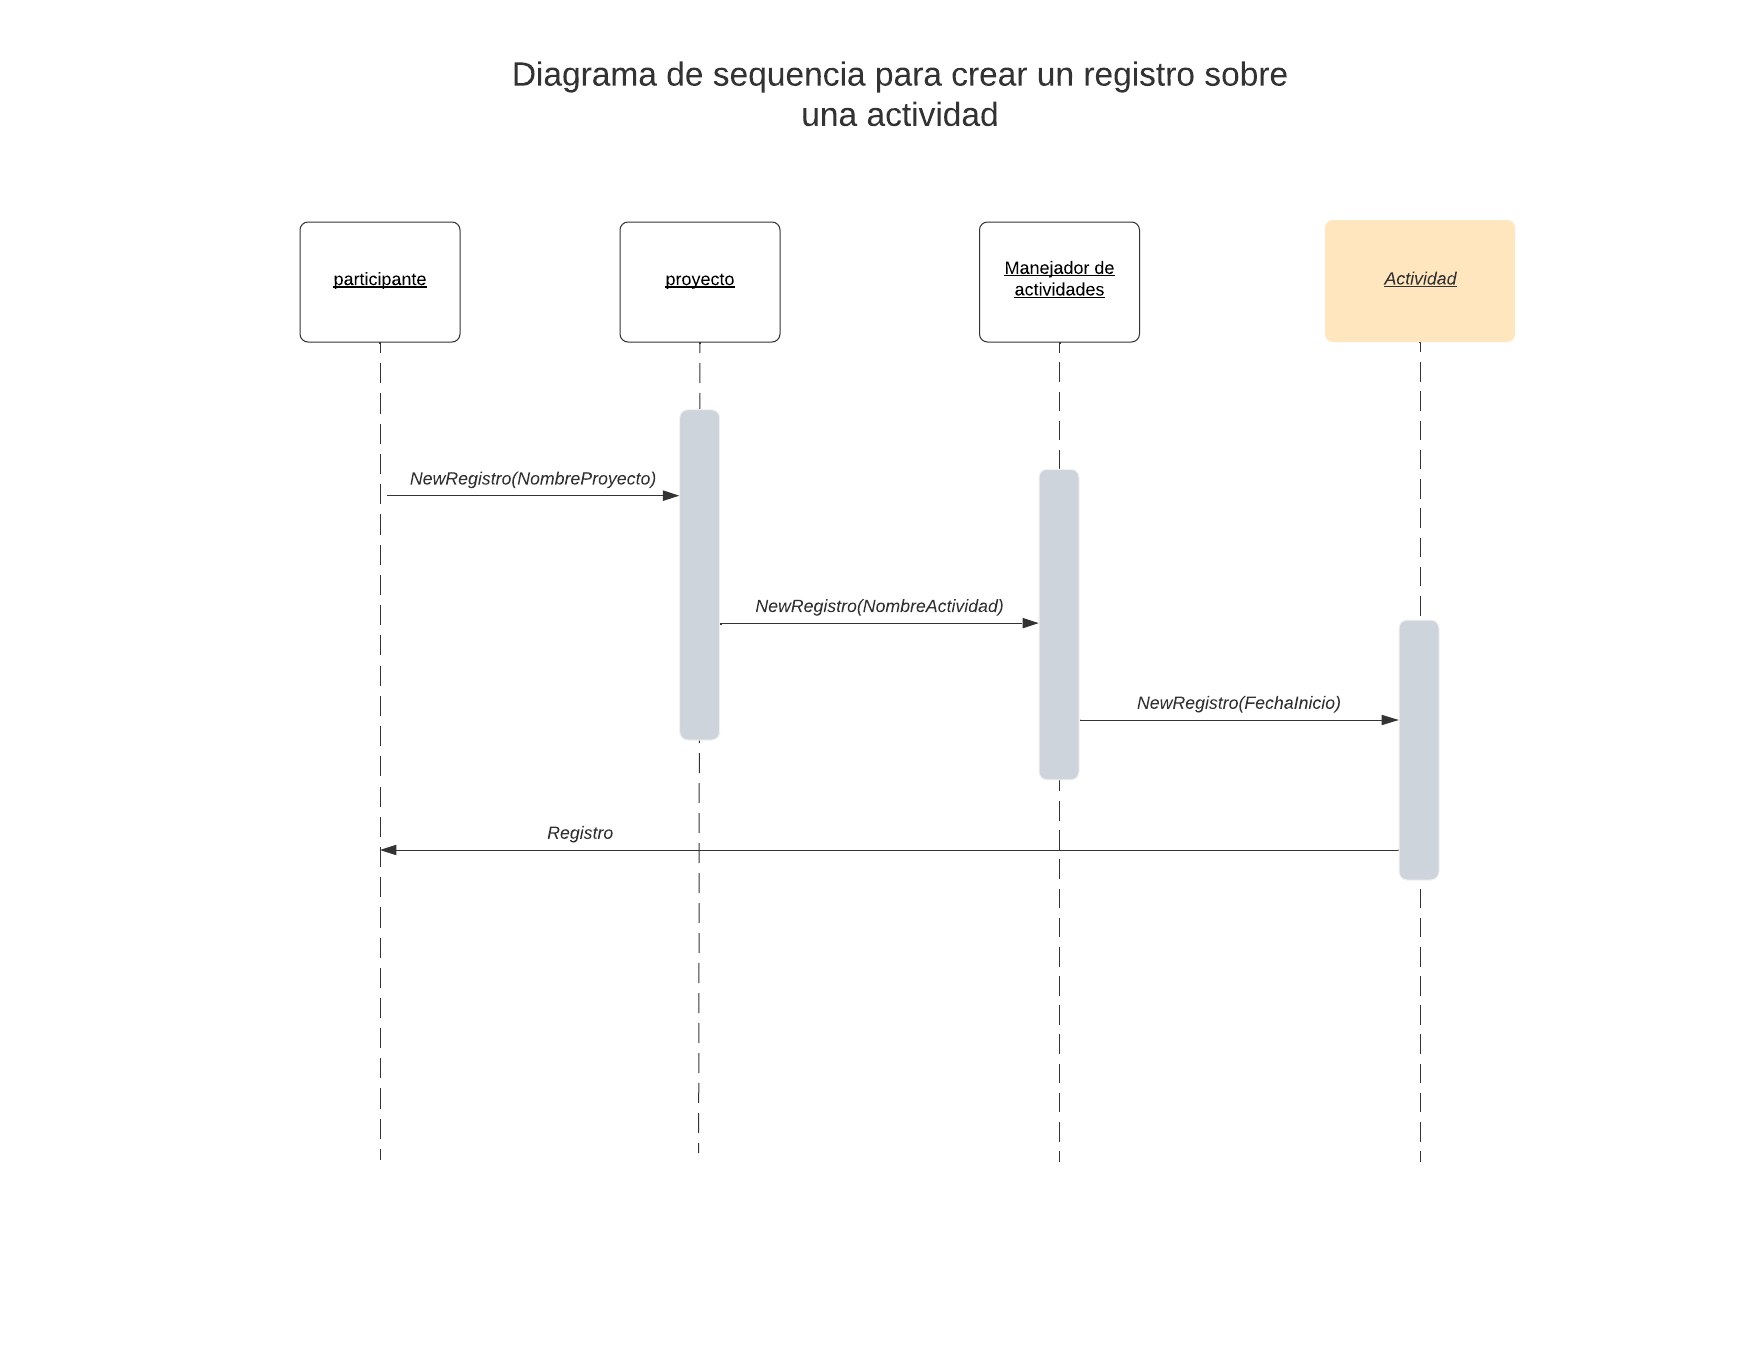 Diagrama de sequencia para crear un registro sobre
una actividad
participante
proyecto
Manejador de
actividades
Actividad
NewRegistro(NombreProyecto)
NewRegistro(NombreActividad)
NewRegistro(FechaInicio)
Registro